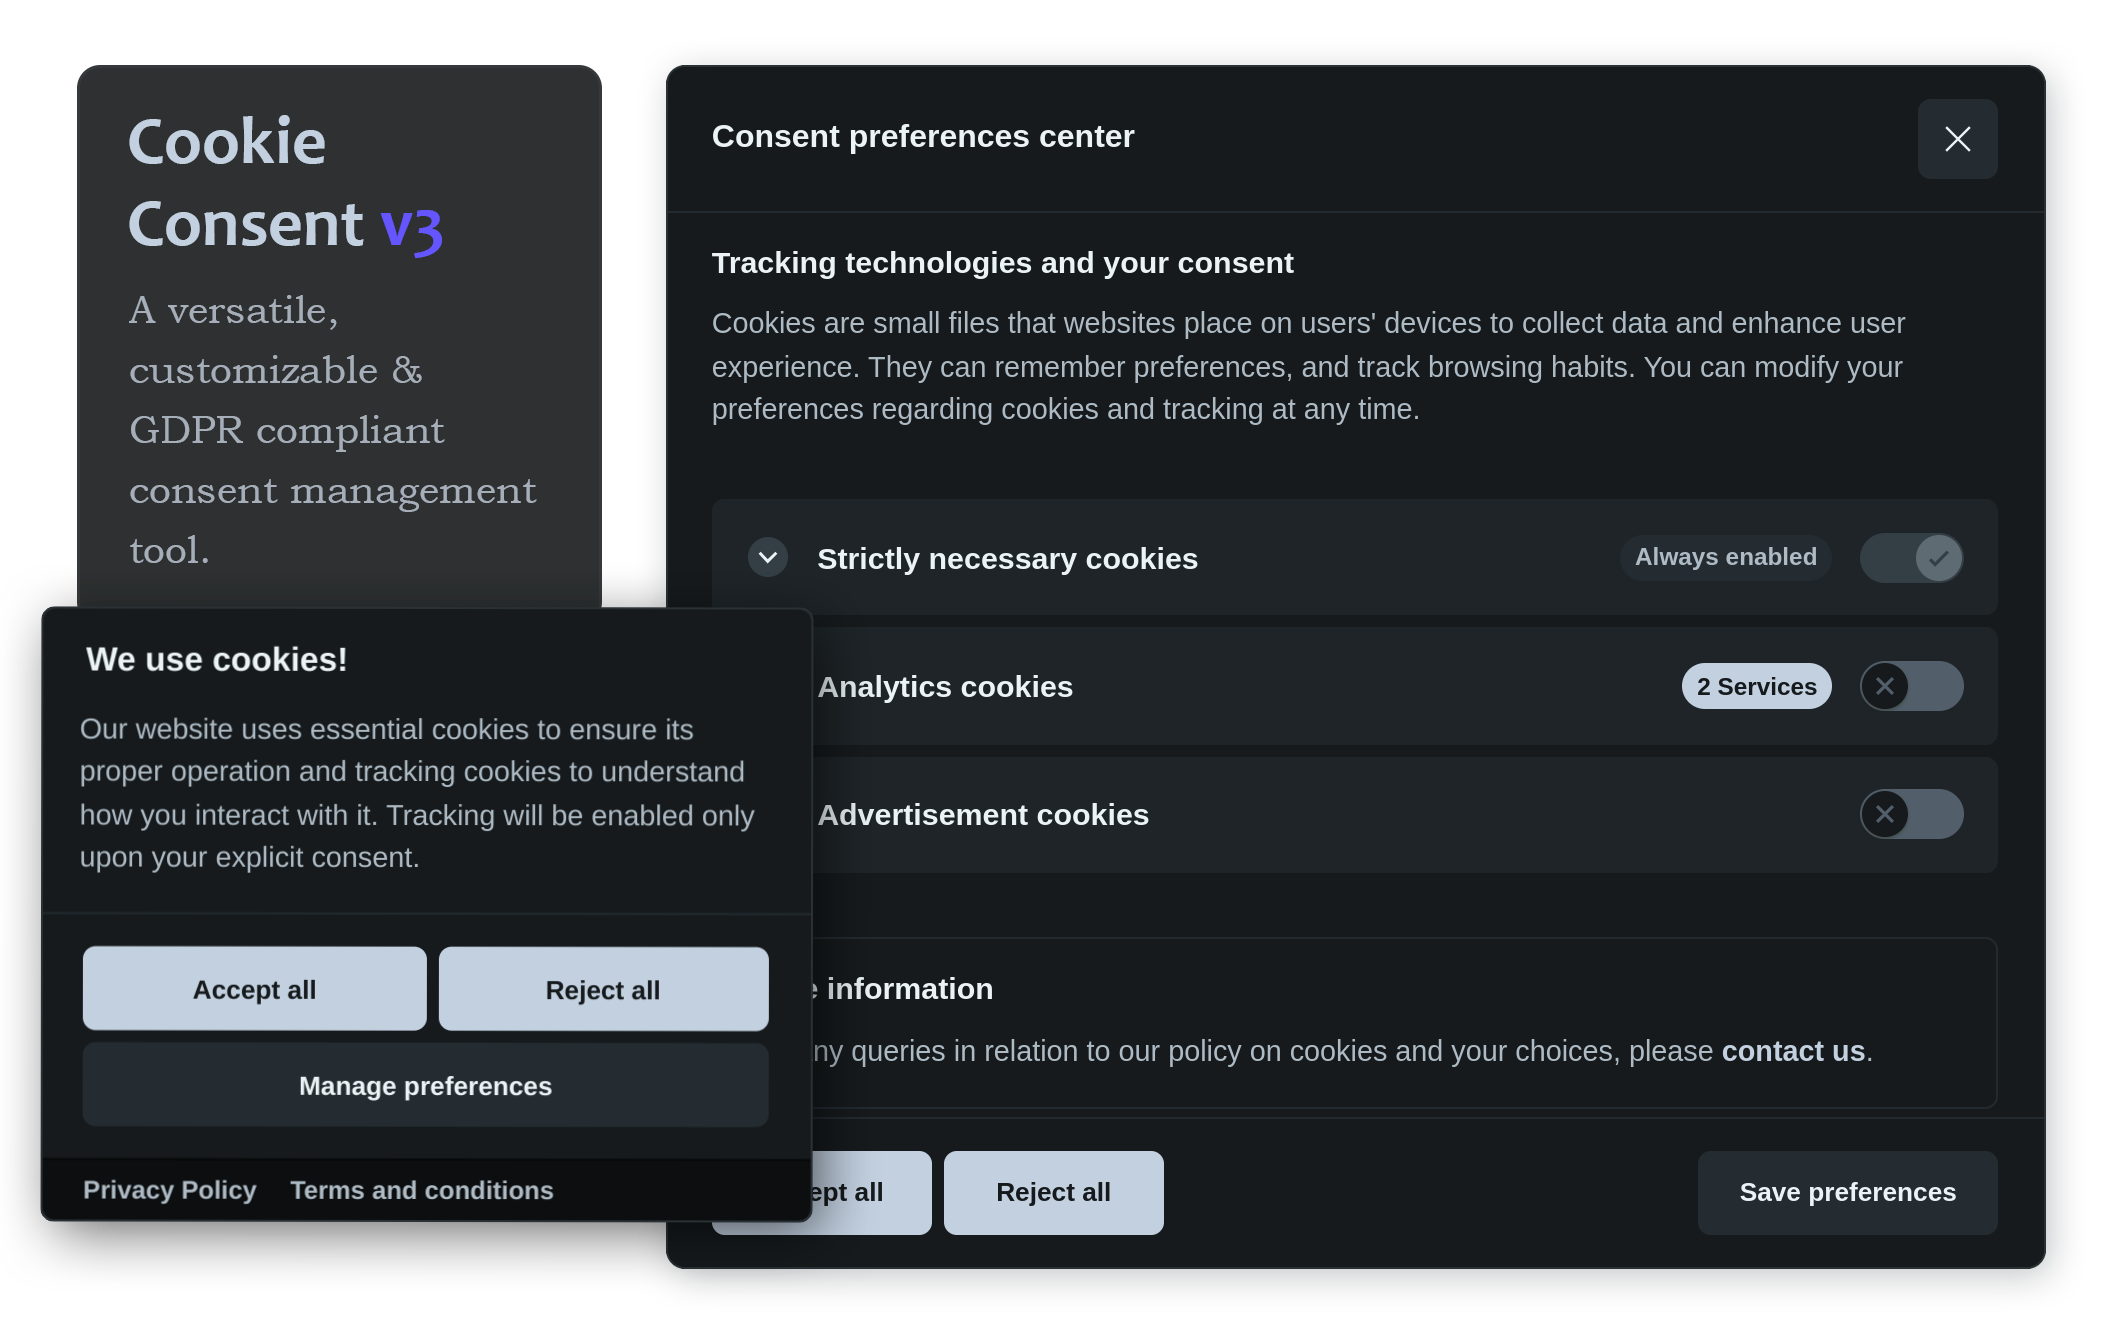 Cookie
Consent v3
A versatile,
customizable &
GDPR compliant
consent management
tool.
We use cookies!
Our website uses essential cookies to ensure its
proper operation and tracking cookies to understand
how you interact with it. Tracking will be enabled only
upon your explicit consent.
Accept all
Reject all
Manage preferences
Privacy Policy
Terms and conditions
Consent preferences center
Tracking technologies and your consent
Cookies are small files that websites place on users' devices to collect data and enhance user
experience. They can remember preferences, and track browsing habits. You can modify your
preferences regarding cookies and tracking at any time.
Strictly necessary cookies
Always enabled
Analytics cookies
2 Services
Advertisement cookies
information
queries in relation to our policy on cookies and your choices, please contact us.
all
Reject all
Save preferences